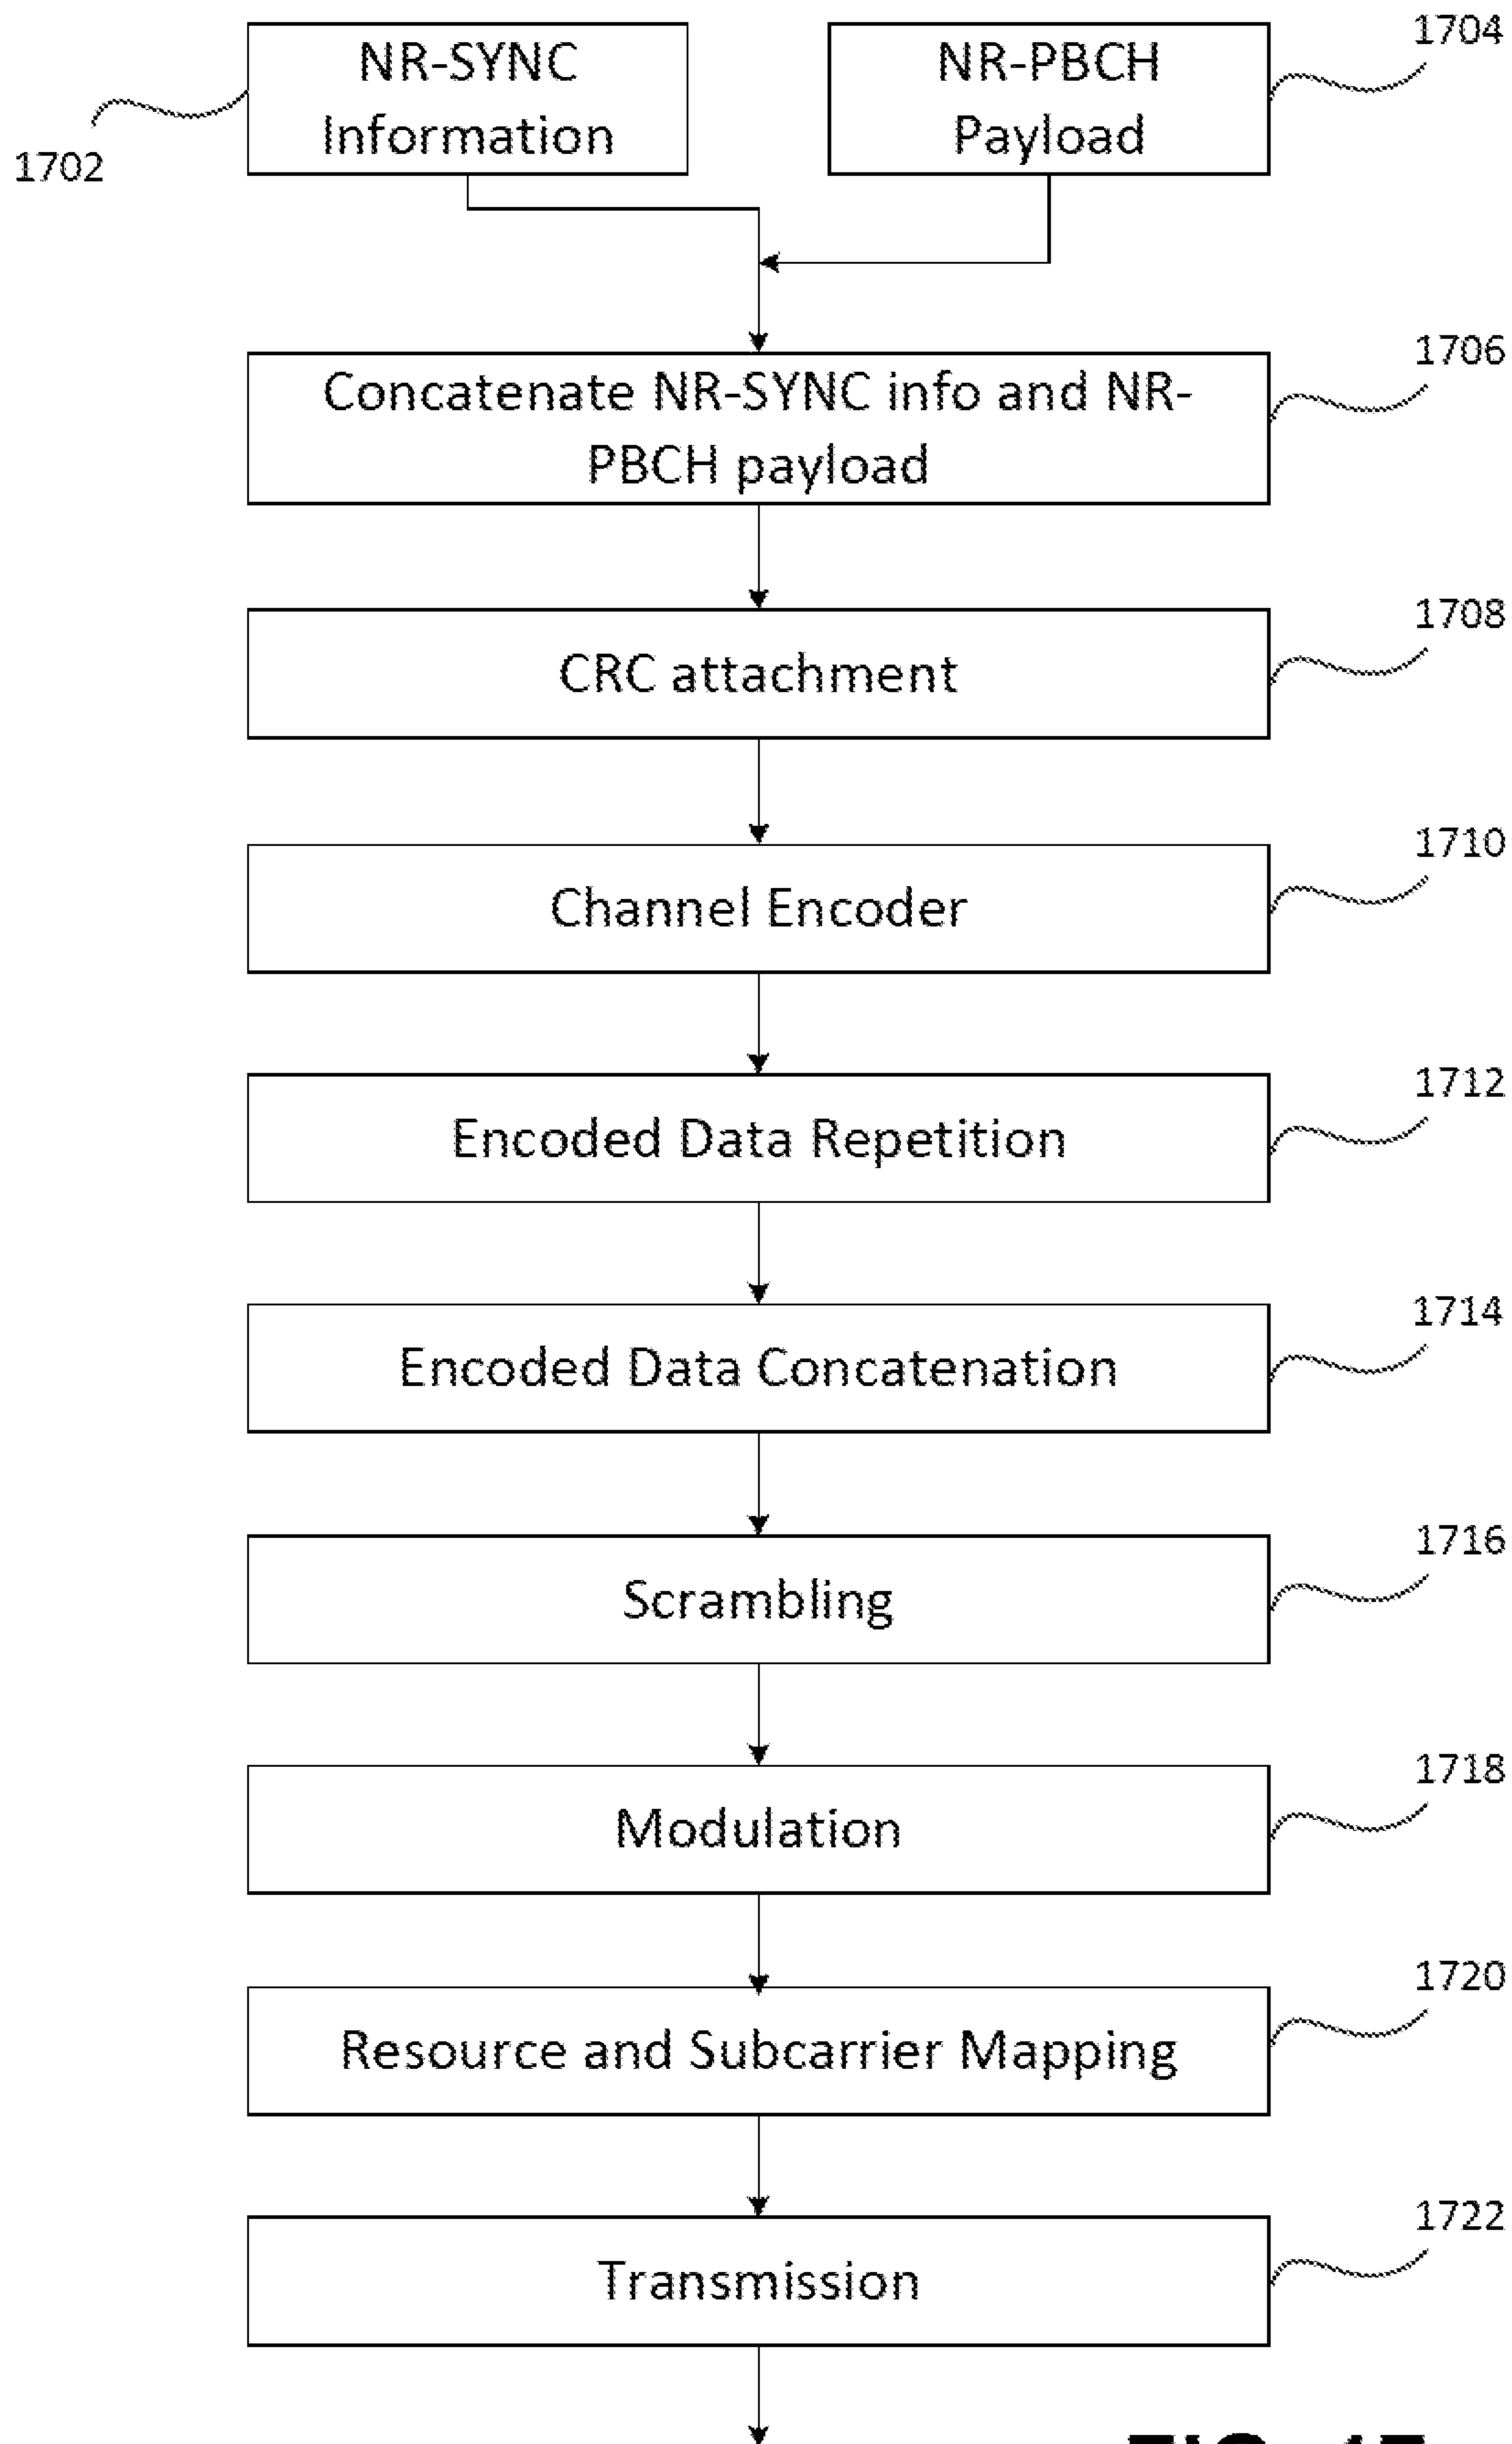 NR-SYNC
Information
1702
NR-PBCH
Payload
1704
Concatenate NR-SYNC info and NR-
PBCH payload
1706
CRC attachment
1708
Channel Encoder
1710
Encoded Data Repetition
1712
Encoded Data Concatenation
1714
Scrambling
1716
Modulation
1718
Resource and Subcarrier Mapping
1720
Transmission
1722